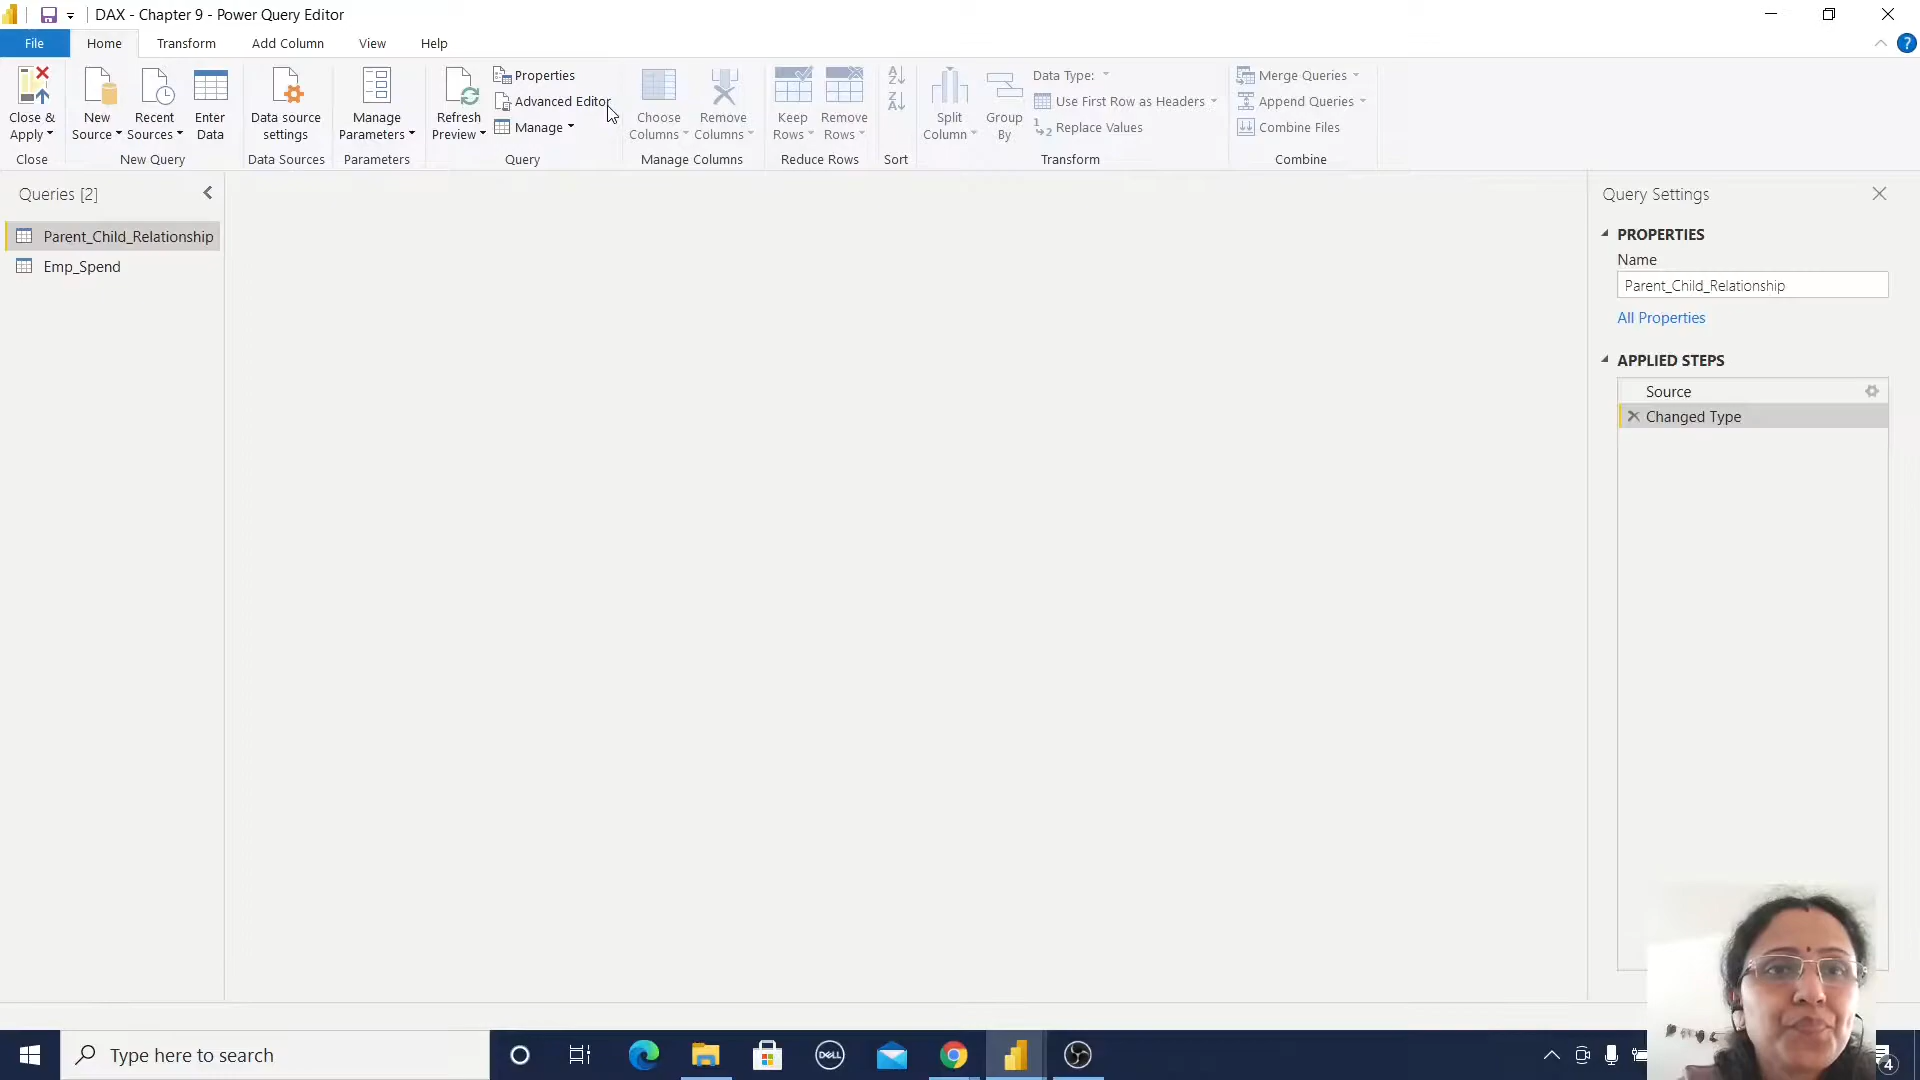 DAX - Chapter 9 - Power Query Editor
File Home Transform Add Column View Help
Close & Apply
New Source
Recent Sources
Enter Data
Data source settings
Manage Parameters
Refresh Preview
Properties
Advanced Editor
Manage
Choose Columns
Remove Columns
Keep Rows
Remove Rows
A Z
Z A
Split Column
Group By
Data Type:
Use First Row as Headers
1 2 Replace Values
Merge Queries
Append Queries
Combine Files
Close New Query Data Sources Parameters Query Manage Columns Reduce Rows Sort Transform Combine
?
Queries [2]
Parent_Child_Relationship
Emp_Spend
Query Settings
PROPERTIES
Name
Parent_Child_Relationship
All Properties
APPLIED STEPS
Source
Changed Type
Type here to search
DELL
4